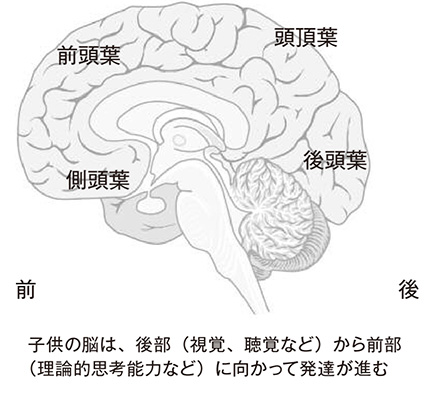 頭頂葉
前頭葉
後頭葉
側頭葉
前
後
子供の脳は、後部（視覚、聴覚など）から前部
（理論的思考能力など）に向かって発達が進む